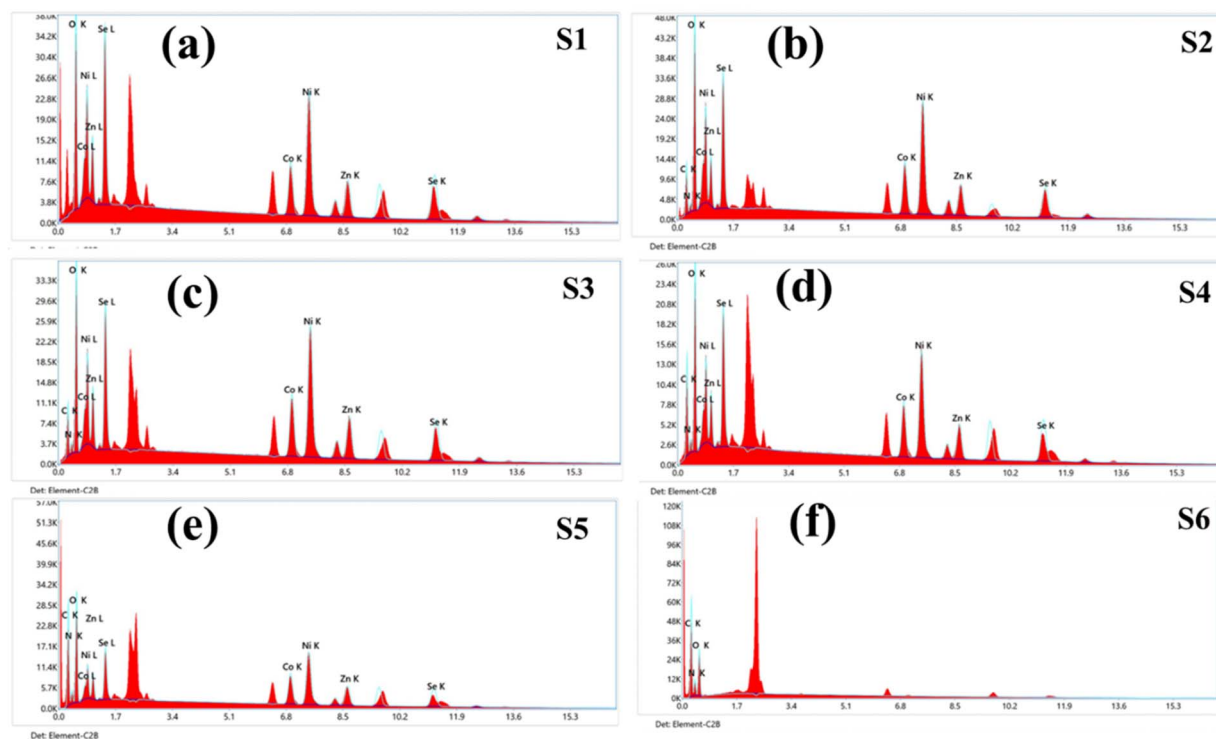 (a)
S1
38.0K
34.2K
30.4K
26.6K
22.8K
19.0K
15.2K
11.4K
7.6K
3.8K
0.0K
O K
Se L
Ni L
Zn L
Co L
Co K
Ni K
Zn K
Se K
0.0 1.7 3.4 5.1 6.8 8.5 10.2 11.9 13.6 15.3
(b)
S2
48.0K
43.2K
38.4K
33.6K
28.8K
24.0K
19.2K
14.4K
9.6K
4.8K
0.0K
O K
Se L
Ni L
Zn L
Co L
C K
N K
Co K
Ni K
Zn K
Se K
0.0 1.7 3.4 5.1 6.8 8.5 10.2 11.9 13.6 15.3
Det: Element-C2B
(c)
S3
33.3K
29.6K
25.9K
22.2K
18.5K
14.8K
11.1K
7.4K
3.7K
0.0K
O K
Se L
Ni L
Zn L
Co L
C K
N K
Co K
Ni K
Zn K
Se K
0.0 1.7 3.4 5.1 6.8 8.5 10.2 11.9 13.6 15.3
Det: Element-C2B
(d)
S4
26.0K
23.4K
20.8K
18.2K
15.6K
13.0K
10.4K
7.8K
5.2K
2.6K
0.0K
O K
Se L
Ni L
C K
Zn L
Co L
N K
Co K
Ni K
Zn K
Se K
0.0 1.7 3.4 5.1 6.8 8.5 10.2 11.9 13.6 15.3
Det: Element-C2B
(e)
S5
57.0K
51.3K
45.6K
39.9K
34.2K
28.5K
22.8K
17.1K
11.4K
5.7K
0.0K
O K
C K
Zn L
N K
Se L
Ni L
Co L
Co K
Ni K
Zn K
Se K
0.0 1.7 3.4 5.1 6.8 8.5 10.2 11.9 13.6 15.3
Det: Element-C2B
(f)
S6
120K
108K
96K
84K
72K
60K
48K
36K
24K
12K
0K
C K
O K
N K
0.0 1.7 3.4 5.1 6.8 8.5 10.2 11.9 13.6 15.3
Det: Element-C2B